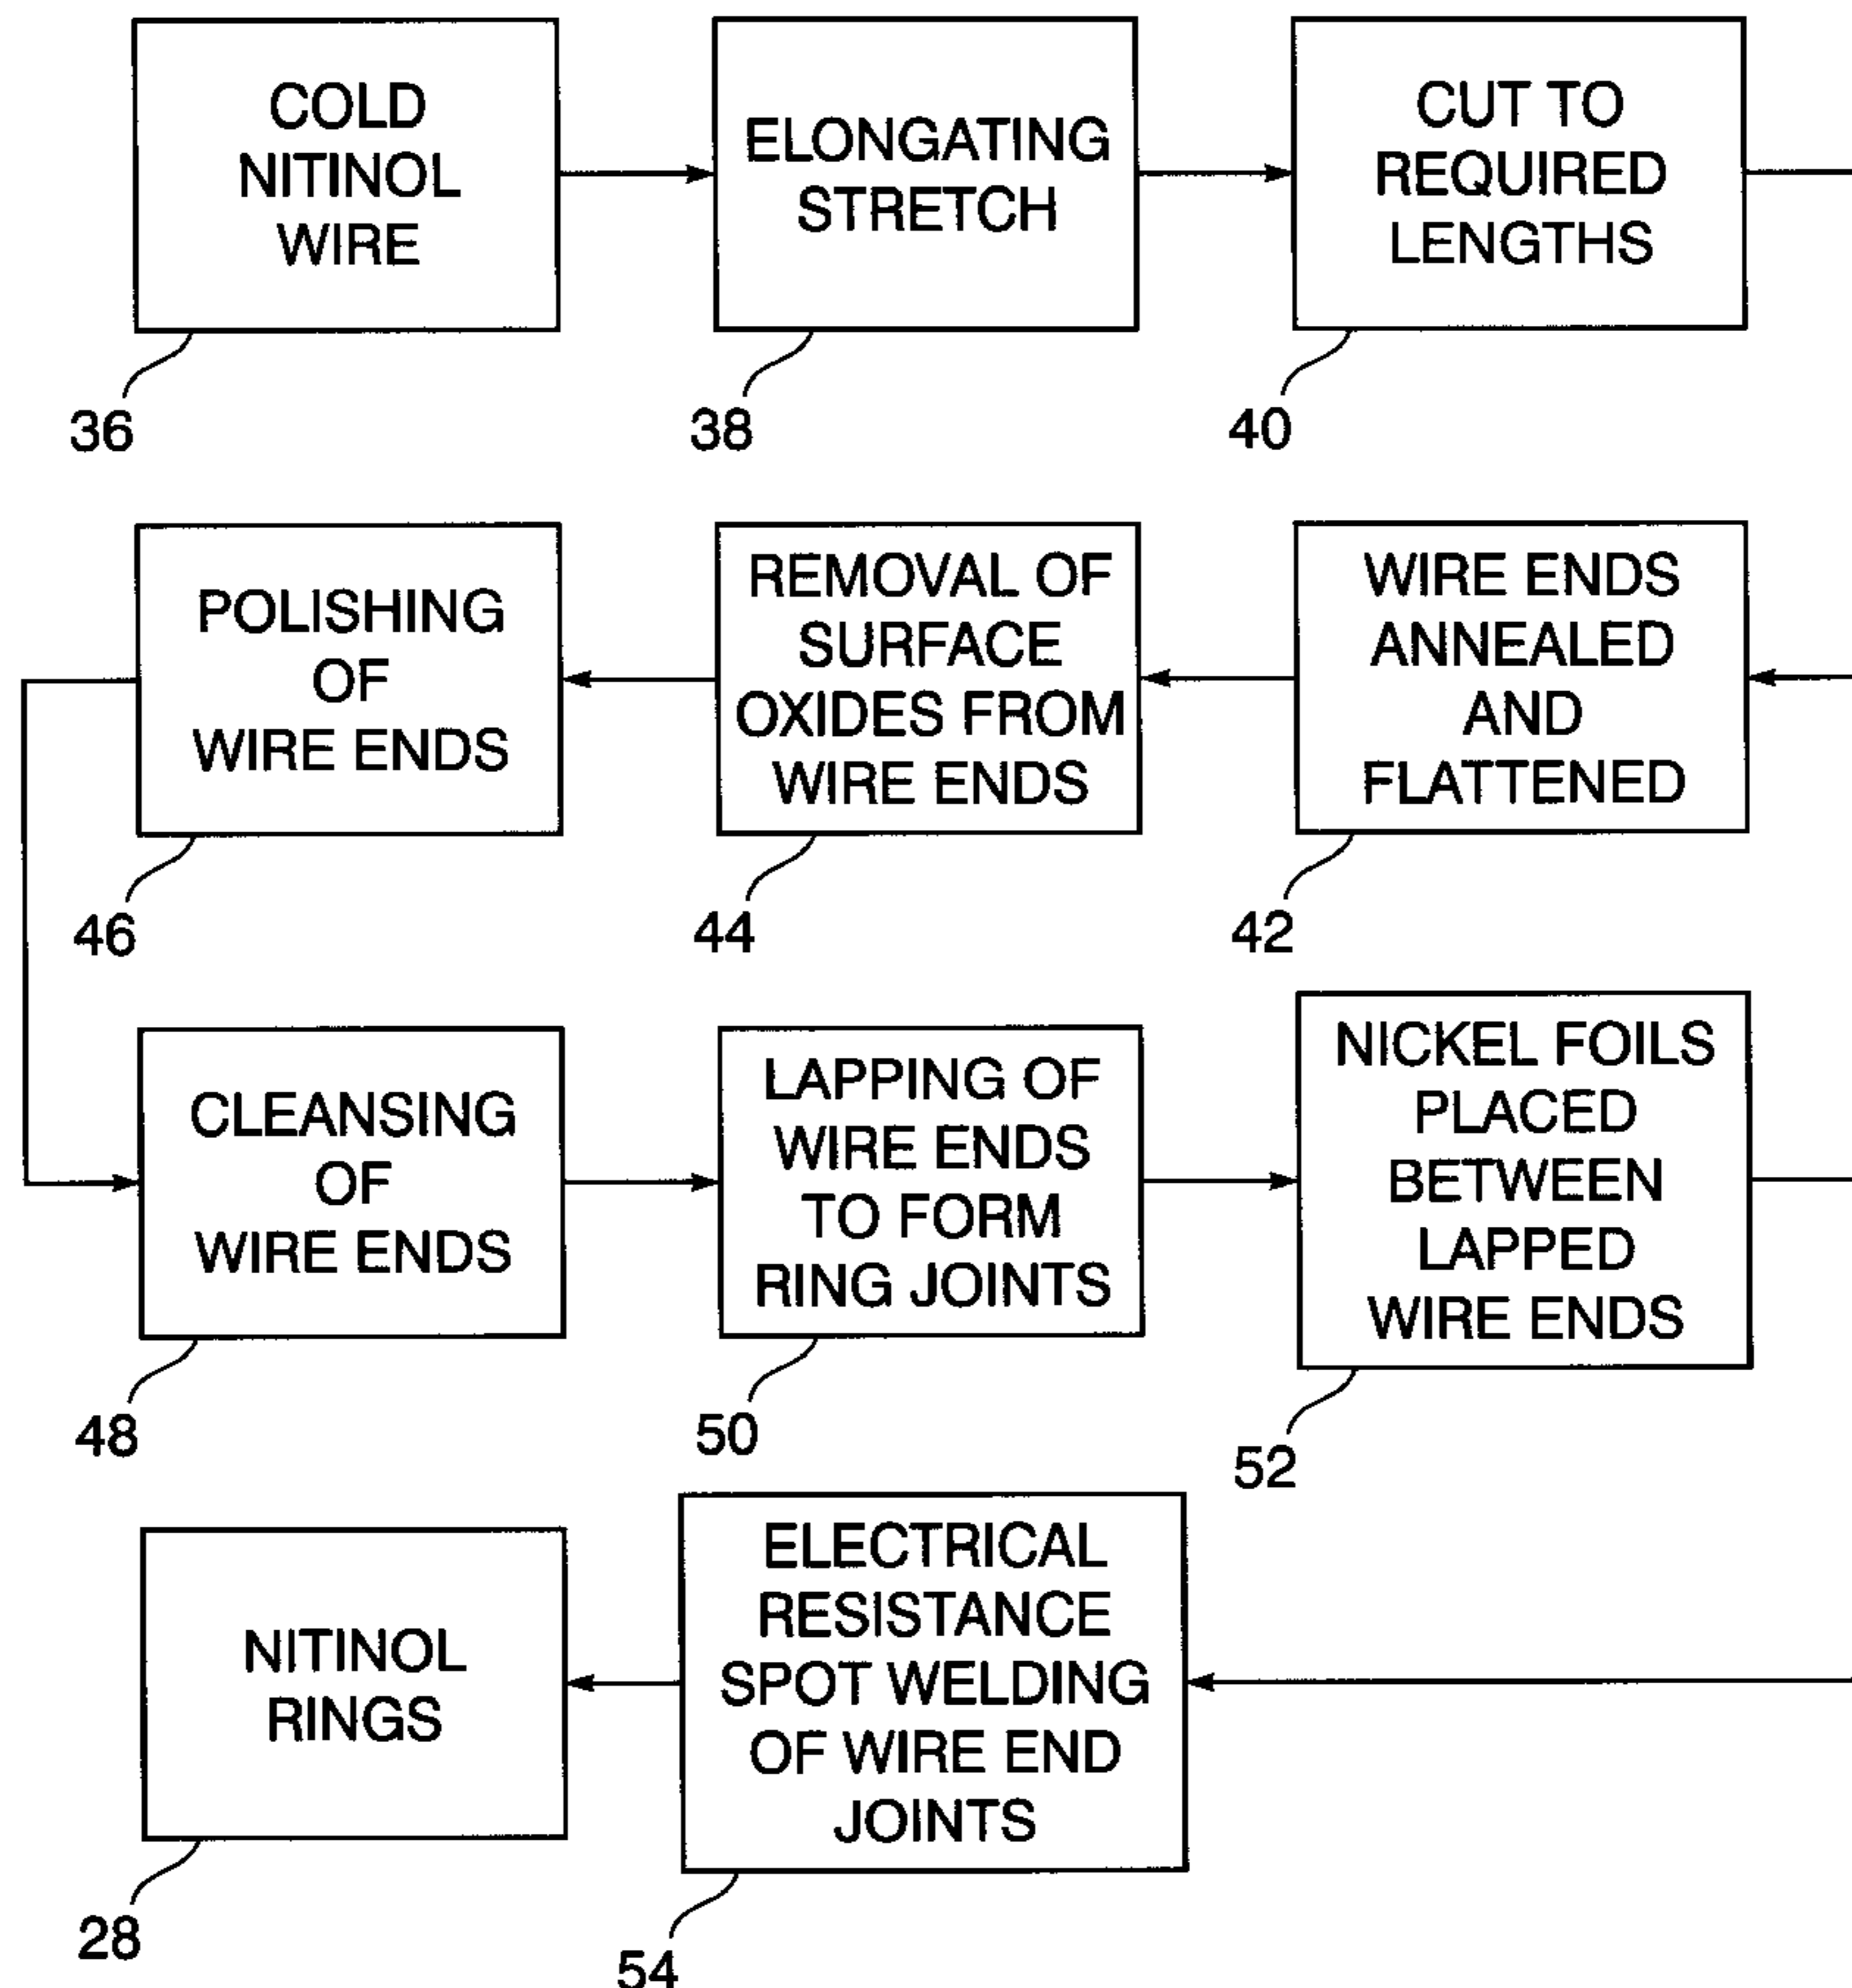 COLD
NITINOL
WIRE
36
ELONGATING
STRETCH
38
CUT TO
REQUIRED
LENGTHS
40
WIRE ENDS
ANNEALED
AND
FLATTENED
42
REMOVAL OF
SURFACE
OXIDES FROM
WIRE ENDS
44
POLISHING
OF
WIRE ENDS
46
CLEANSING
OF
WIRE ENDS
48
LAPPING OF
WIRE ENDS
TO FORM
RING JOINTS
50
NICKEL FOILS
PLACED
BETWEEN
LAPPED
WIRE ENDS
52
ELECTRICAL
RESISTANCE
SPOT WELDING
OF WIRE END
JOINTS
54
NITINOL
RINGS
28